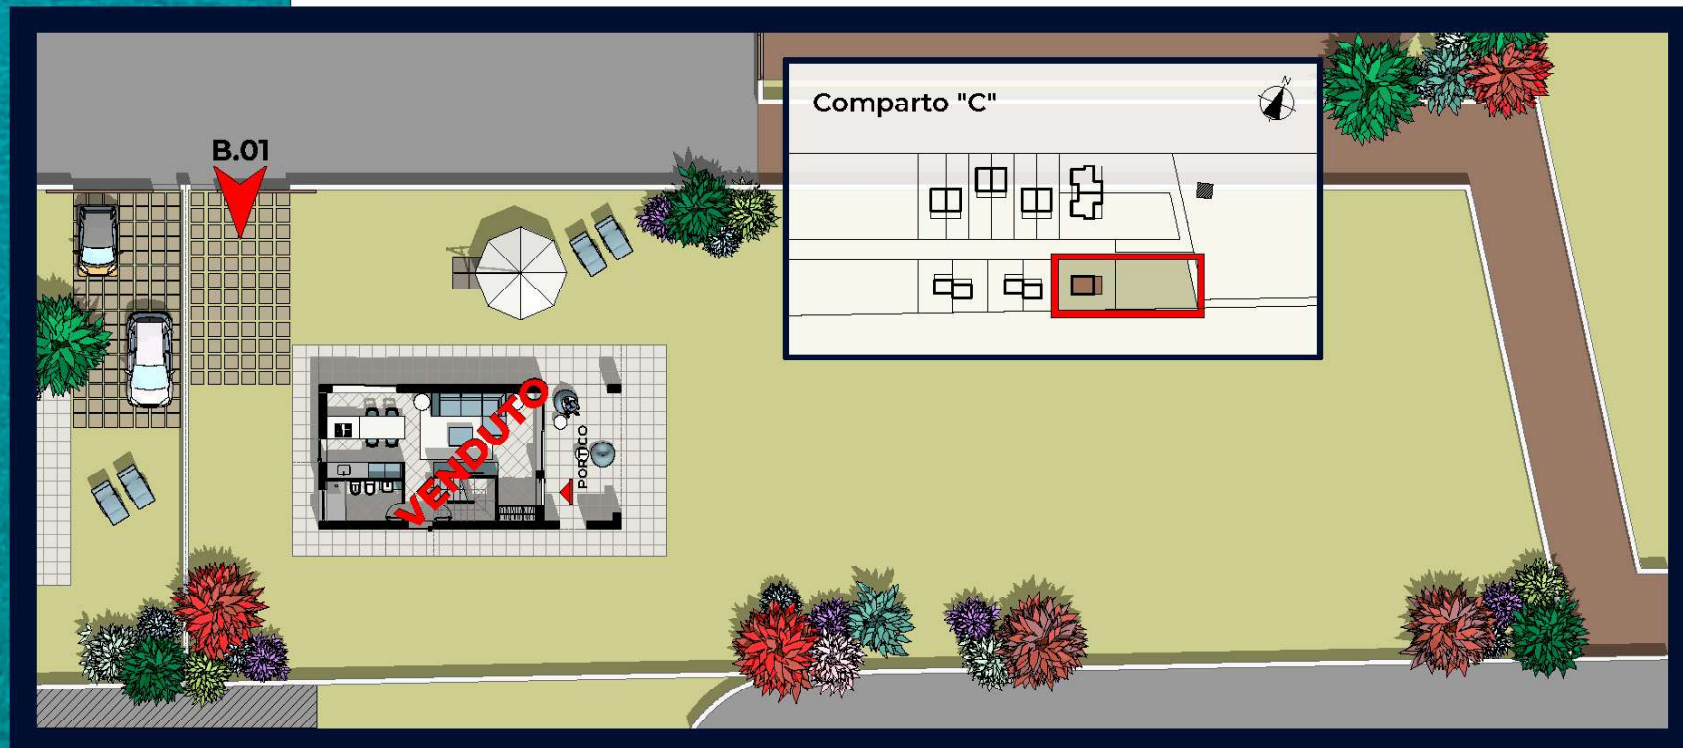 B.01
Comparto "C"
N
VENDUTO
PORTICO